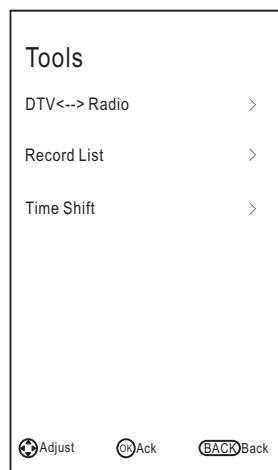 Tools
DTV<--> Radio >
Record List >
Time Shift >
Adjust OK Ack BACK Back